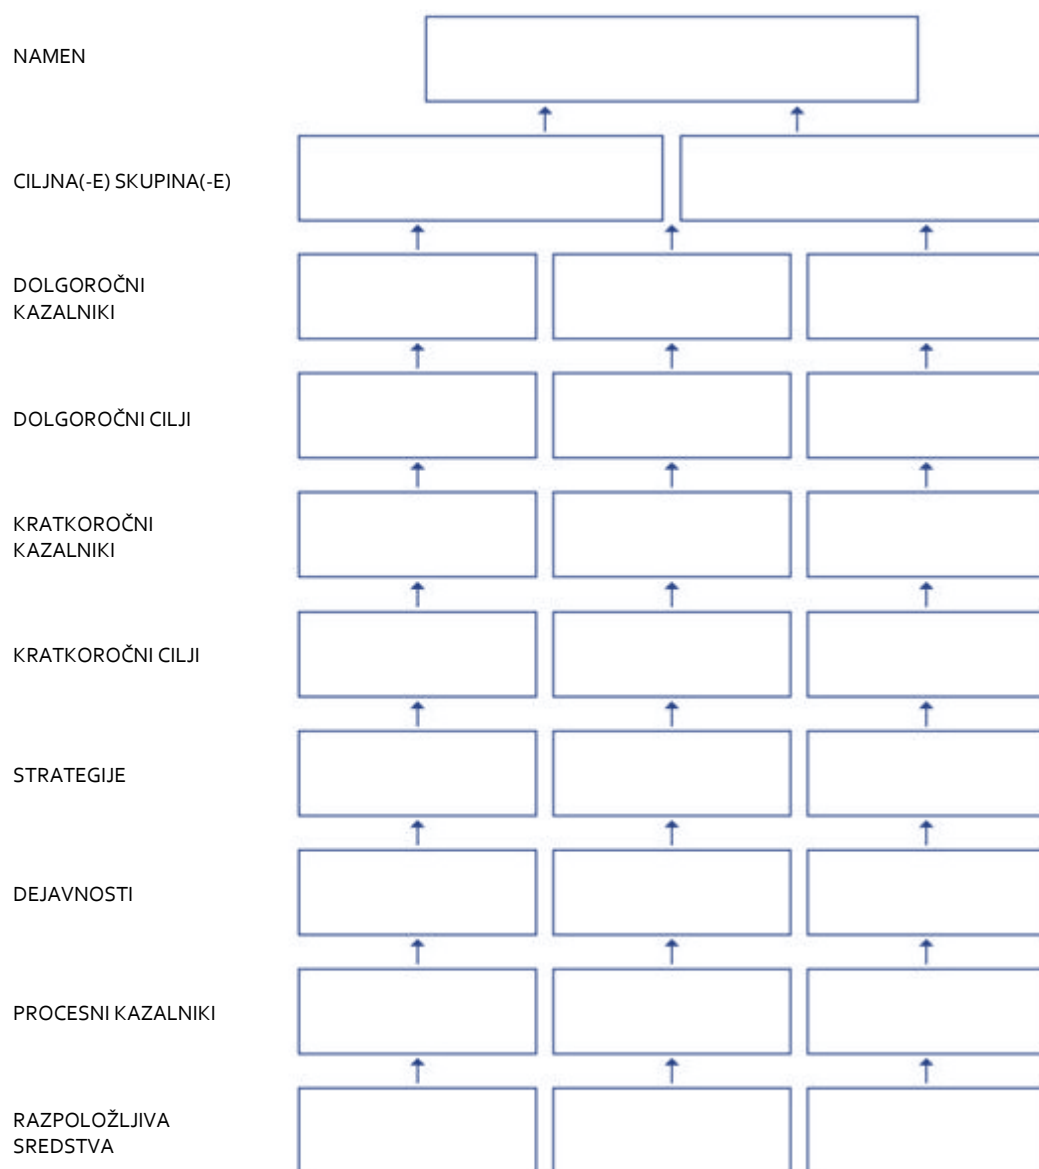 NAMEN
CILJNA(-E) SKUPINA(-E)
DOLGOROČNI
KAZALNIKI
DOLGOROČNI CILJI
KRATKOROČNI
KAZALNIKI
KRATKOROČNI CILJI
STRATEGIJE
DEJAVNOSTI
PROCESNI KAZALNIKI
RAZPOLOŽLJIVA
SREDSTVA